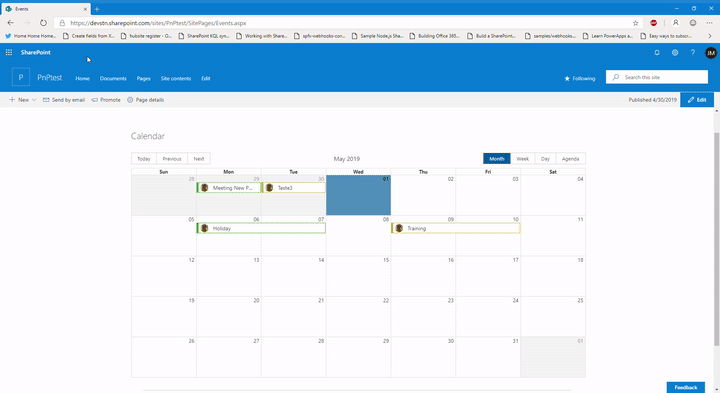 Events
https://devstn.sharepoint.com/sites/PnPtest/SitePages/Events.aspx
Home Home Home... Create fields from X... hubsite register - G... SharePoint KQL syn... Working with Share... spfx-webhooks-con... Sample Node.js Sha... Building Office 365... Build a SharePoint... samples/webhooks... Learn PowerApps a... Easy ways to subscr...
SharePoint JM
P PnPtest Home Documents Pages Site contents Edit Following Search this site
New Send by email Promote Page details Published 4/30/2019 Edit
Calendar
Today Previous Next May 2019 Month Week Day Agenda
Sun Mon Tue Wed Thu Fri Sat
28 29 30 01 02 03 04
Meeting New P... Teste3
05 06 07 08 09 10 11
Holiday Training
12 13 14 15 16 17 18
19 20 21 22 23 24 25
26 27 28 29 30 31 01
Feedback